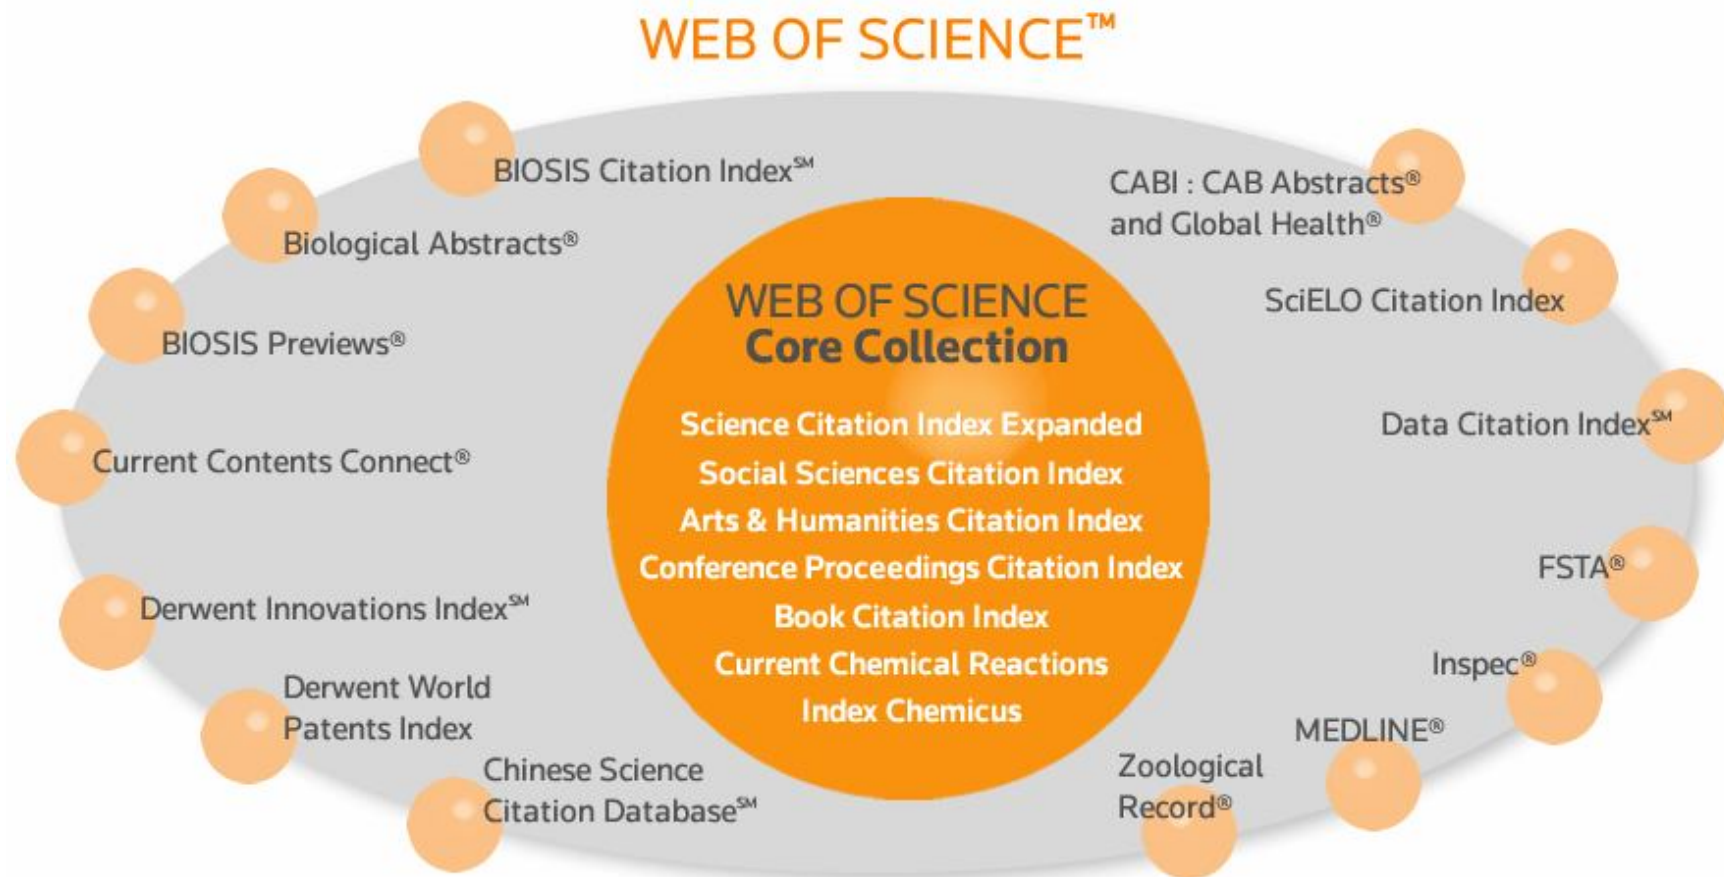 WEB OF SCIENCE™
BIOSIS Citation Index℠
Biological Abstracts®
BIOSIS Previews®
Current Contents Connect®
Derwent Innovations Index℠
Derwent World
Patents Index
Chinese Science
Citation Database℠
WEB OF SCIENCE
Core Collection
Science Citation Index Expanded
Social Sciences Citation Index
Arts & Humanities Citation Index
Conference Proceedings Citation Index
Book Citation Index
Current Chemical Reactions
Index Chemicus
CABI : CAB Abstracts®
and Global Health®
SciELO Citation Index
Data Citation Index℠
FSTA®
Inspec®
MEDLINE®
Zoological
Record®